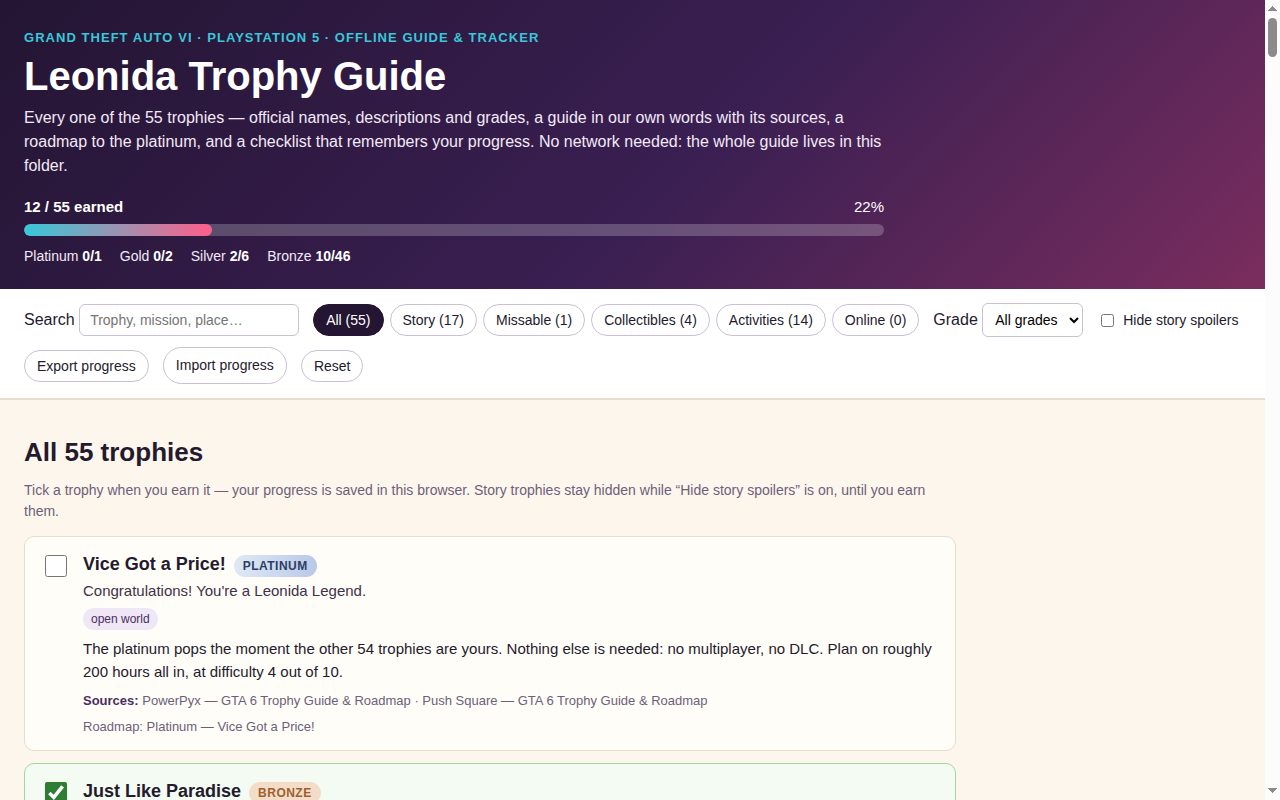 GRAND THEFT AUTO VI · PLAYSTATION 5 · OFFLINE GUIDE & TRACKER
Leonida Trophy Guide
Every one of the 55 trophies — official names, descriptions and grades, a guide in our own words with its sources, a
roadmap to the platinum, and a checklist that remembers your progress. No network needed: the whole guide lives in this
folder.
12 / 55 earned 22%
Platinum 0/1 Gold 0/2 Silver 2/6 Bronze 10/46
Search Trophy, mission, place… All (55) Story (17) Missable (1) Collectibles (4) Activities (14) Online (0) Grade All grades Hide story spoilers
Export progress Import progress Reset
All 55 trophies
Tick a trophy when you earn it — your progress is saved in this browser. Story trophies stay hidden while “Hide story spoilers” is on, until you earn
them.
Vice Got a Price! PLATINUM
Congratulations! You're a Leonida Legend.
open world
The platinum pops the moment the other 54 trophies are yours. Nothing else is needed: no multiplayer, no DLC. Plan on roughly
200 hours all in, at difficulty 4 out of 10.
Sources: PowerPyx — GTA 6 Trophy Guide & Roadmap · Push Square — GTA 6 Trophy Guide & Roadmap
Roadmap: Platinum — Vice Got a Price!
Just Like Paradise BRONZE